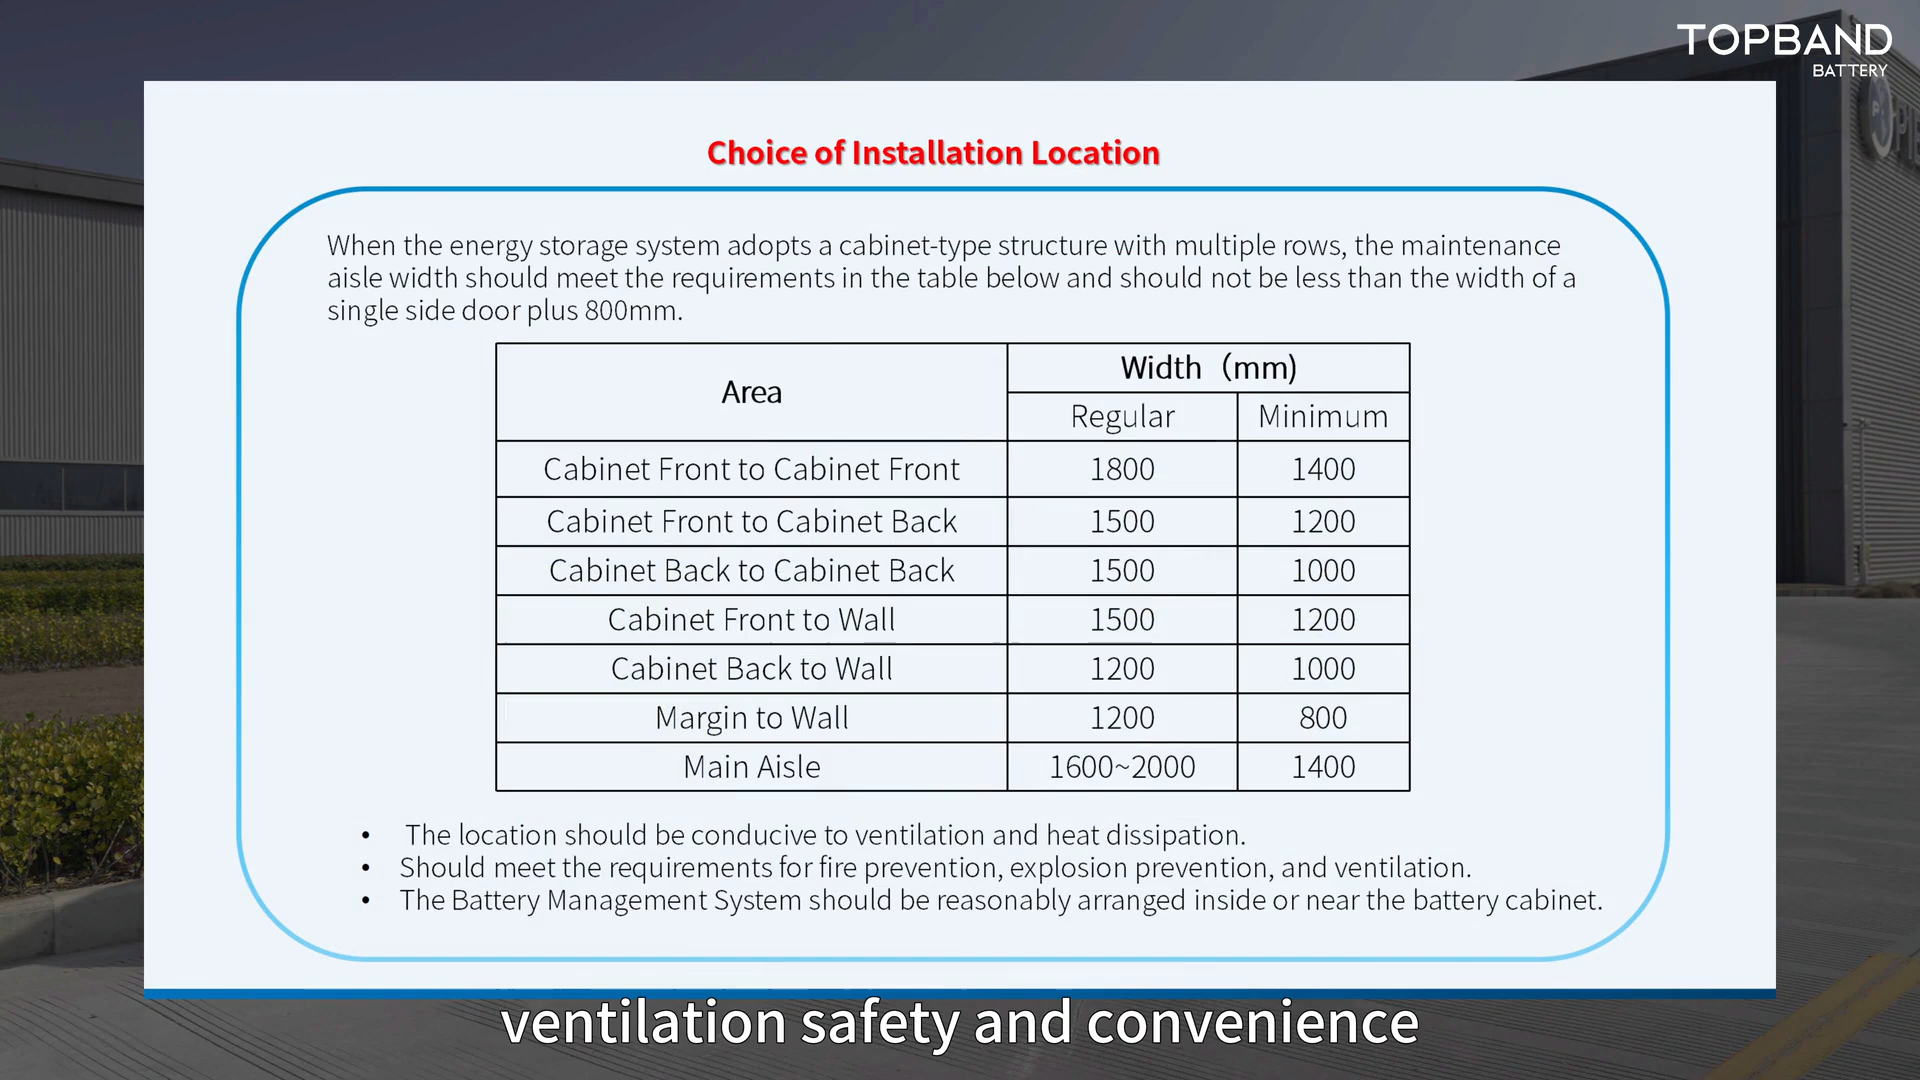 TOPBAND
BATTERY
Choice of Installation Location
When the energy storage system adopts a cabinet-type structure with multiple rows, the maintenance
aisle width should meet the requirements in the table below and should not be less than the width of a
single side door plus 800mm.
Area
Width（mm)
Regular Minimum
Cabinet Front to Cabinet Front 1800 1400
Cabinet Front to Cabinet Back 1500 1200
Cabinet Back to Cabinet Back 1500 1000
Cabinet Front to Wall 1500 1200
Cabinet Back to Wall 1200 1000
Margin to Wall 1200 800
Main Aisle 1600~2000 1400
• The location should be conducive to ventilation and heat dissipation.
• Should meet the requirements for fire prevention, explosion prevention, and ventilation.
• The Battery Management System should be reasonably arranged inside or near the battery cabinet.
ventilation safety and convenience